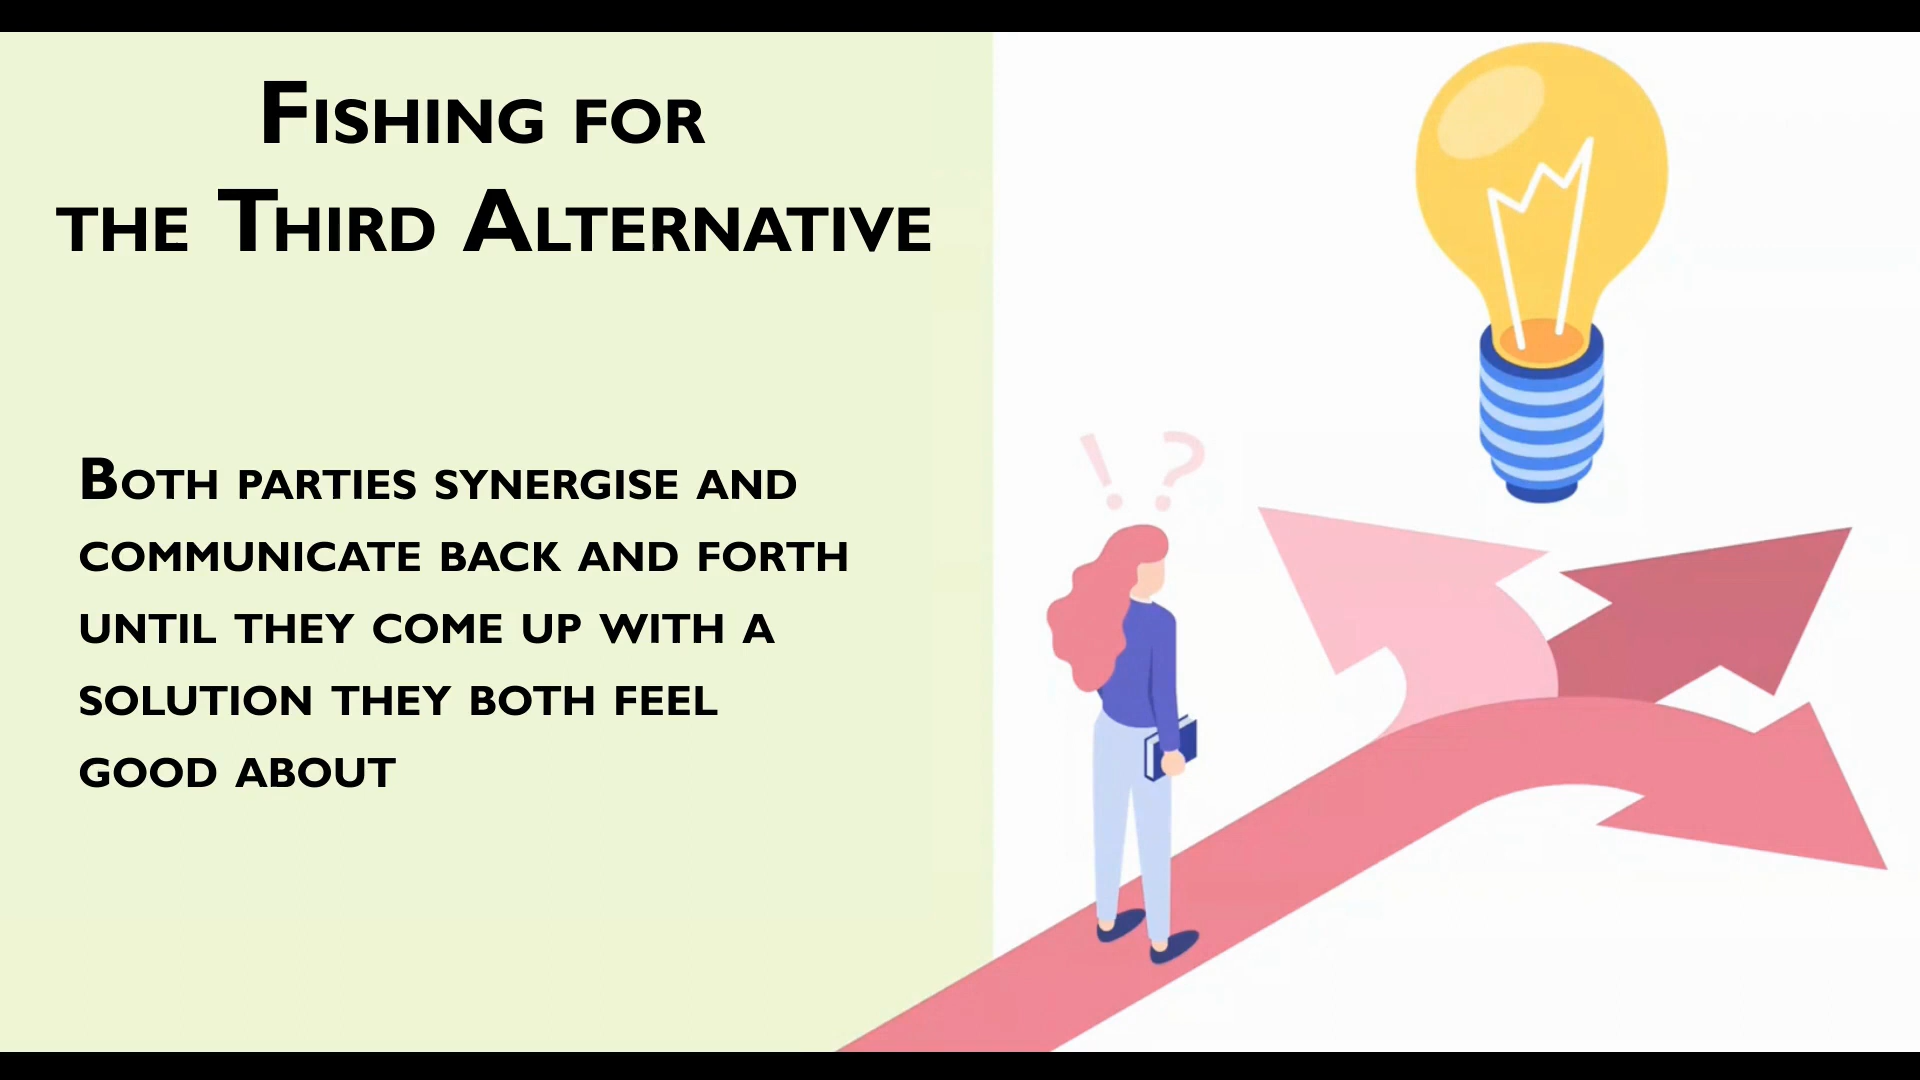 Fishing for
the Third Alternative
Both parties synergise and
communicate back and forth
until they come up with a
solution they both feel
good about
! ?